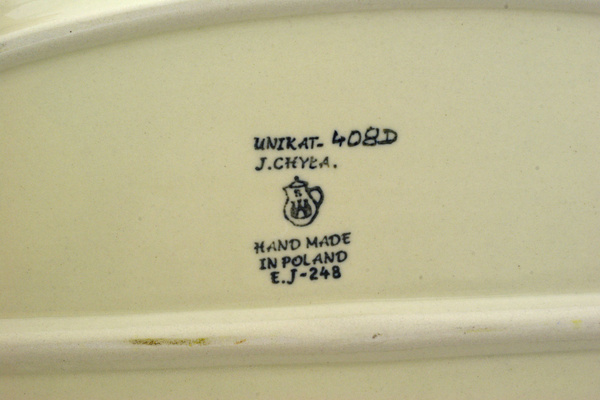 UNIKAT- 408D
J.CHYŁA.
HAND MADE
IN POLAND
E.J-248